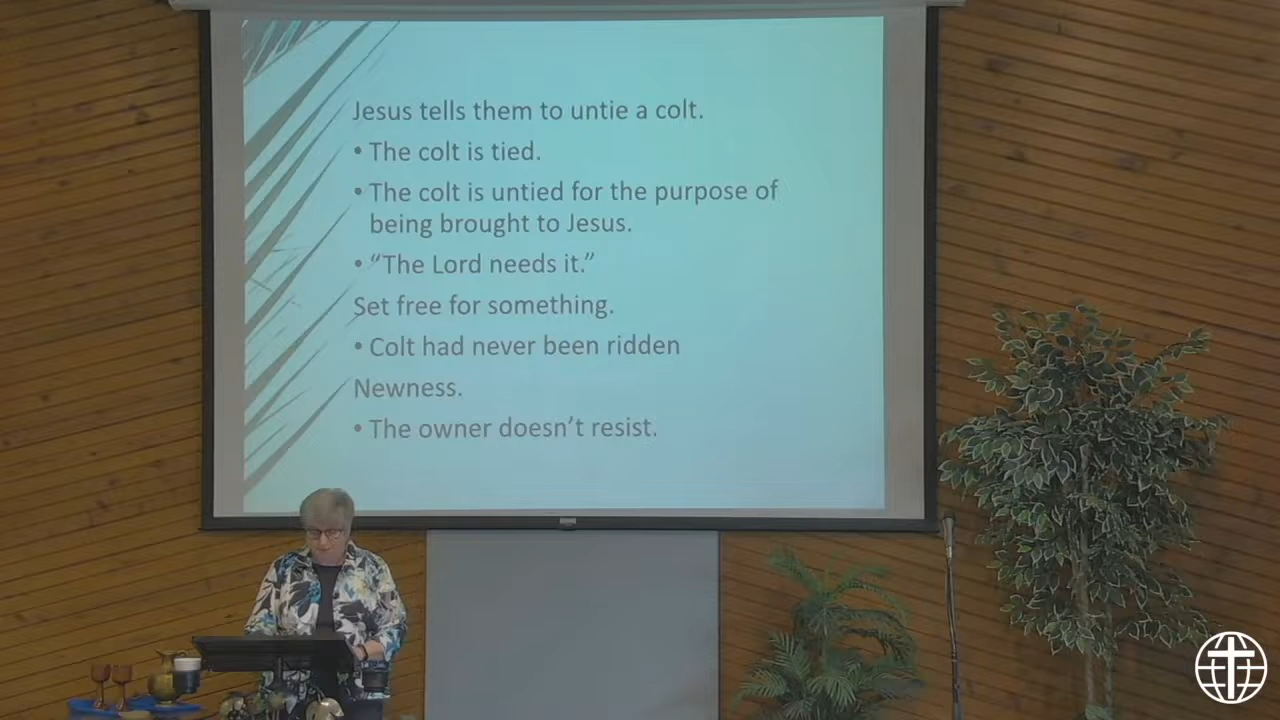 Jesus tells them to untie a colt.
• The colt is tied.
• The colt is untied for the purpose of
being brought to Jesus.
• “The Lord needs it.”
Set free for something.
• Colt had never been ridden
Newness.
• The owner doesn’t resist.